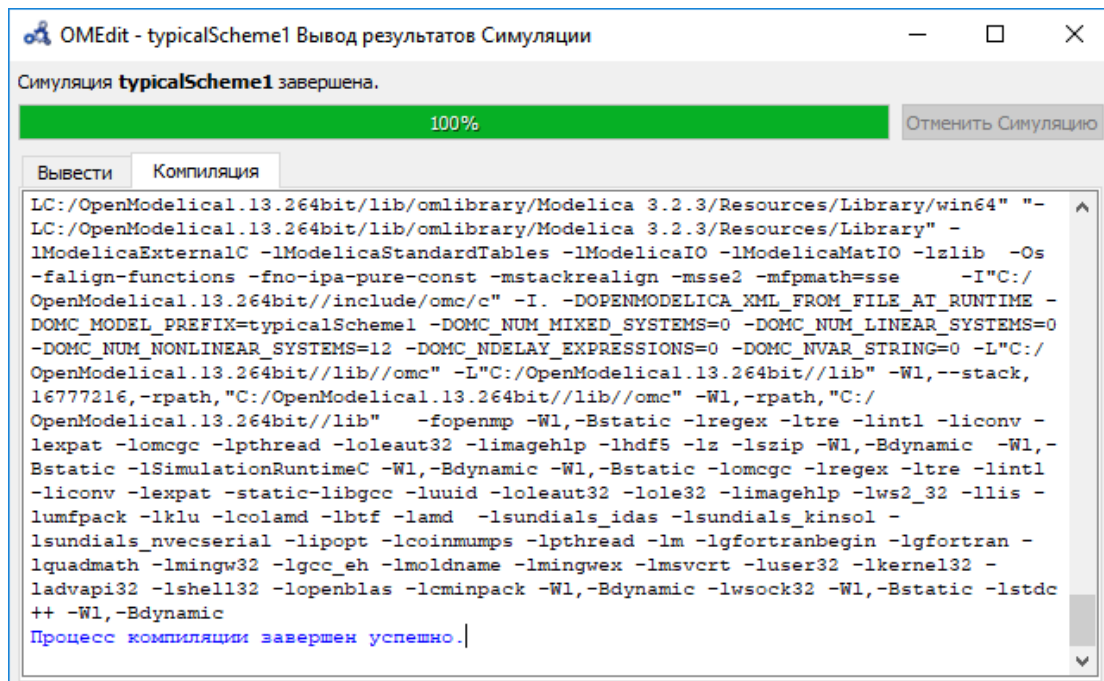 OMEdit - typicalScheme1 Вывод результатов Симуляции
Симуляция typicalScheme1 завершена.
100%
Отменить Симуляцию
Вывести Компиляция
LC:/OpenModelica1.13.264bit/lib/omlibrary/Modelica 3.2.3/Resources/Library/win64" "-
LC:/OpenModelica1.13.264bit/lib/omlibrary/Modelica 3.2.3/Resources/Library" -
lModelicaExternalC -lModelicaStandardTables -lModelicaIO -lModelicaMatIO -lzlib  -Os
-falign-functions -fno-ipa-pure-const -mstackrealign -msse2 -mfpmath=sse     -I"C:/
OpenModelica1.13.264bit//include/omc/c" -I. -DOPENMODELICA_XML_FROM_FILE_AT_RUNTIME -
DOMC_MODEL_PREFIX=typicalScheme1 -DOMC_NUM_MIXED_SYSTEMS=0 -DOMC_NUM_LINEAR_SYSTEMS=0
-DOMC_NUM_NONLINEAR_SYSTEMS=12 -DOMC_NDELAY_EXPRESSIONS=0 -DOMC_NVAR_STRING=0 -L"C:/
OpenModelica1.13.264bit//lib//omc" -L"C:/OpenModelica1.13.264bit//lib" -Wl,--stack,
16777216,-rpath,"C:/OpenModelica1.13.264bit//lib//omc" -Wl,-rpath,"C:/
OpenModelica1.13.264bit//lib"   -fopenmp -Wl,-Bstatic -lregex -ltre -lintl -liconv -
lexpat -lomcgc -lpthread -loleaut32 -limagehlp -lhdf5 -lz -lszip -Wl,-Bdynamic  -Wl,-
Bstatic -lSimulationRuntimeC -Wl,-Bdynamic -Wl,-Bstatic -lomcgc -lregex -ltre -lintl
-liconv -lexpat -static-libgcc -luuid -loleaut32 -lole32 -limagehlp -lws2_32 -llis -
lumfpack -lklu -lcolamd -lbtf -lamd  -lsundials_idas -lsundials_kinsol -
lsundials_nvecserial -lipopt -lcoinmumps -lpthread -lm -lgfortranbegin -lgfortran -
lquadmath -lmingw32 -lgcc_eh -lmoldname -lmingwex -lmsvcrt -luser32 -lkernel32 -
ladvapi32 -lshell32 -lopenblas -lcminpack -Wl,-Bdynamic -lwsock32 -Wl,-Bstatic -lstdc
++ -Wl,-Bdynamic
Процесс компиляции завершен успешно.